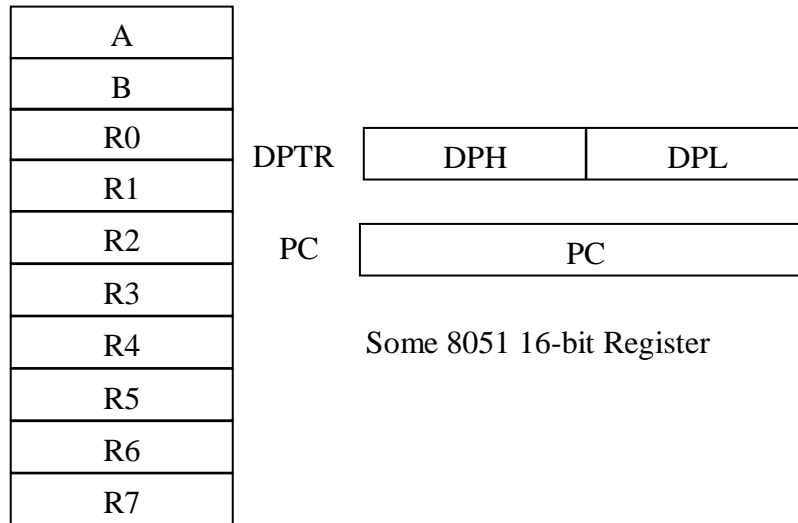 A
B
R0
R1
R2
R3
R4
R5
R6
R7
DPTR DPH DPL
PC PC
Some 8051 16-bit Register